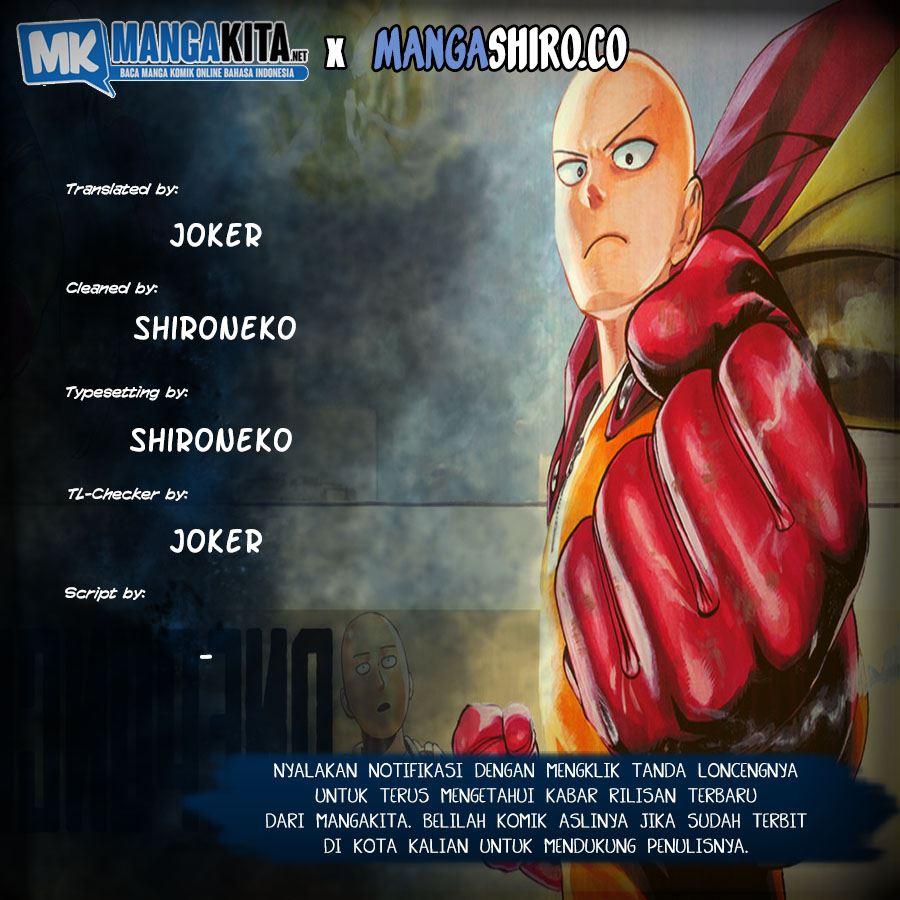 MK MANGAKITA.NET x MANGASHIRO.CO
BACA MANGA KOMIK ONLINE BAHASA INDONESIA
Translated by:
JOKER
Cleaned by:
SHIRONEKO
Typesetting by:
SHIRONEKO
TL-Checker by:
JOKER
Script by:
-
NYALAKAN NOTIFIKASI DENGAN MENGKLIK TANDA LONCENGNYA
UNTUK TERUS MENGETAHUI KABAR RILISAN TERBARU
DARI MANGAKITA. BELILAH KOMIK ASLINYA JIKA SUDAH TERBIT
DI KOTA KALIAN UNTUK MENDUKUNG PENULISNYA.